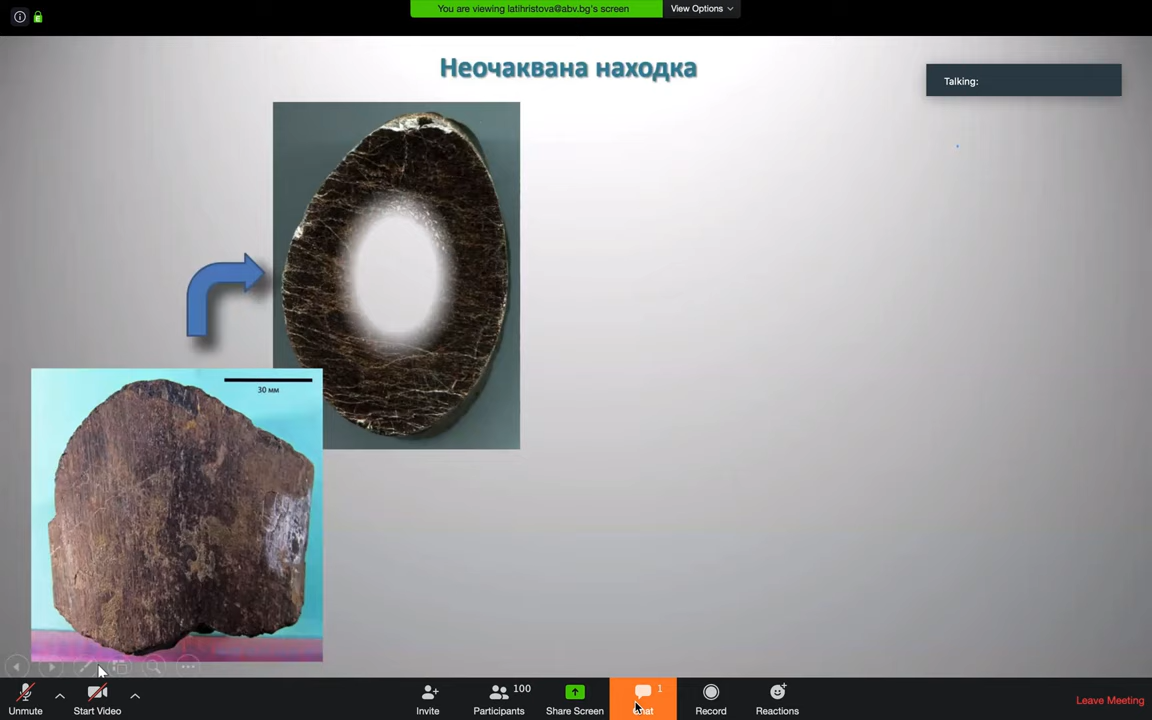 You are viewing latihristova@abv.bg's screen
View Options
Неочаквана находка
Talking:
30 мм
Unmute
Start Video
Invite
Participants
100
Share Screen
Chat
1
Record
Reactions
Leave Meeting